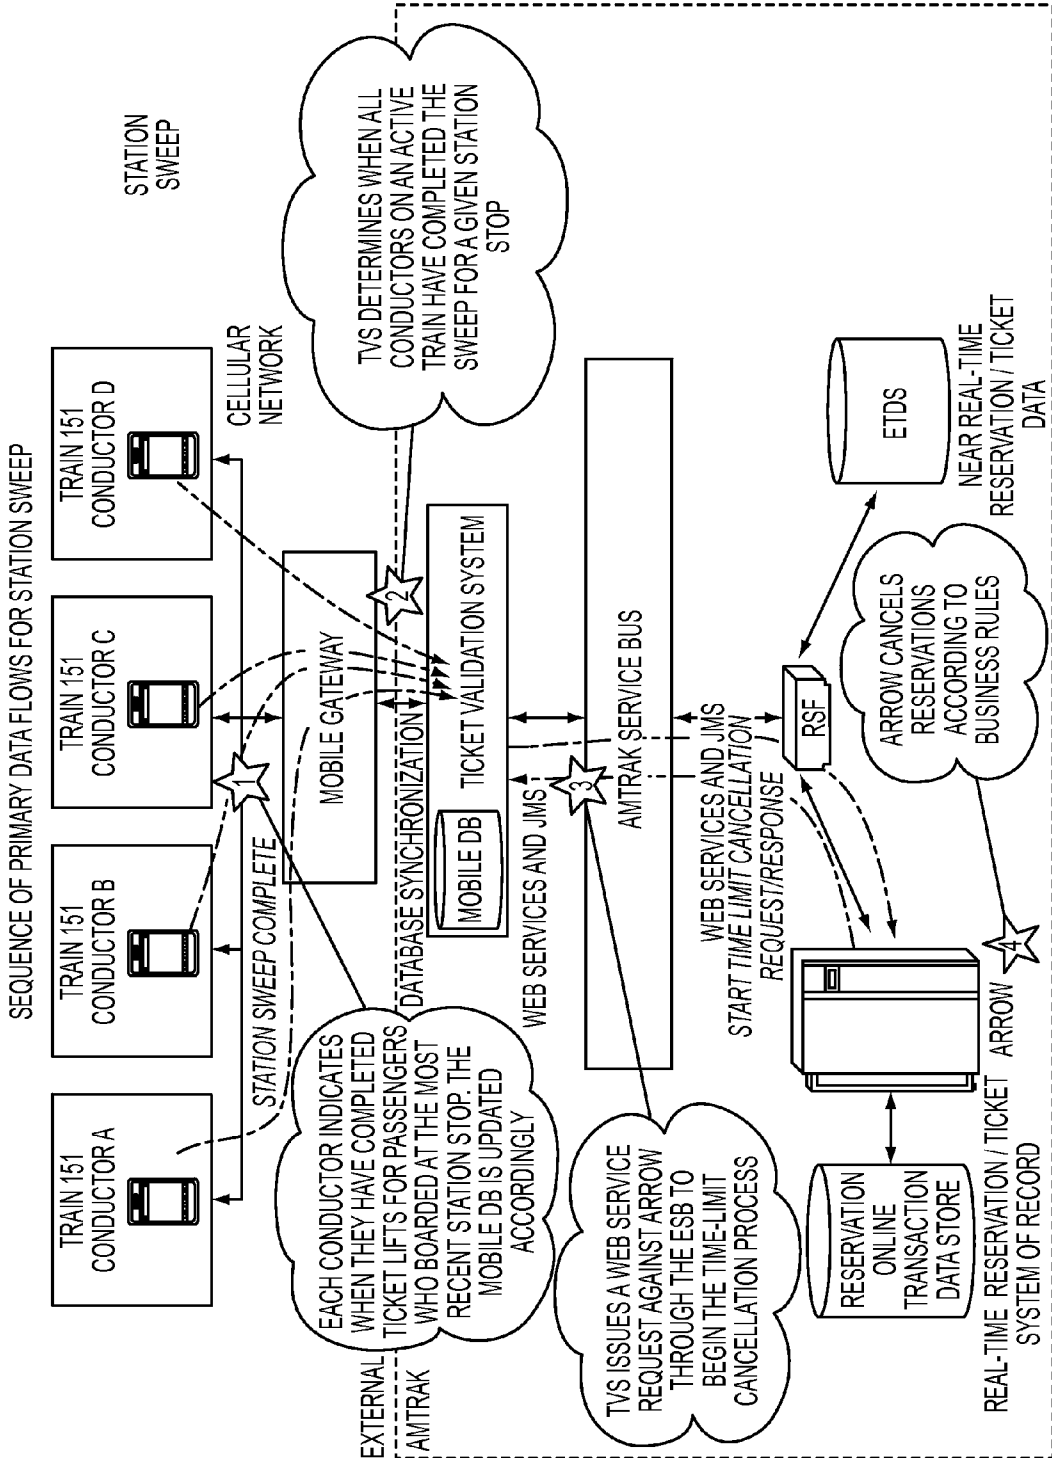 SEQUENCE OF PRIMARY DATA FLOWS FOR STATION SWEEP
TRAIN 151
CONDUCTOR A
TRAIN 151
CONDUCTOR B
TRAIN 151
CONDUCTOR C
TRAIN 151
CONDUCTOR D
STATION
SWEEP
CELLULAR
NETWORK
STATION SWEEP COMPLETE
1
MOBILE GATEWAY
EACH CONDUCTOR INDICATES
WHEN THEY HAVE COMPLETED
TICKET LIFTS FOR PASSENGERS
WHO BOARDED AT THE MOST
RECENT STATION STOP. THE
MOBILE DB IS UPDATED
ACCORDINGLY
TVS DETERMINES WHEN ALL
CONDUCTORS ON AN ACTIVE
TRAIN HAVE COMPLETED THE
SWEEP FOR A GIVEN STATION
STOP
2
EXTERNAL
AMTRAK
DATABASE SYNCHRONIZATION
MOBILE DB
TICKET VALIDATION SYSTEM
WEB SERVICES AND JMS
3
AMTRAK SERVICE BUS
TVS ISSUES A WEB SERVICE
REQUEST AGAINST ARROW
THROUGH THE ESB TO
BEGIN THE TIME-LIMIT
CANCELLATION PROCESS
WEB SERVICES AND JMS
START TIME LIMIT CANCELLATION
REQUEST/RESPONSE
RSF
ETDS
NEAR REAL-TIME
RESERVATION / TICKET
DATA
ARROW CANCELS
RESERVATIONS
ACCORDING TO
BUSINESS RULES
4
RESERVATION
ONLINE
TRANSACTION
DATA STORE
ARROW
REAL-TIME RESERVATION / TICKET
SYSTEM OF RECORD